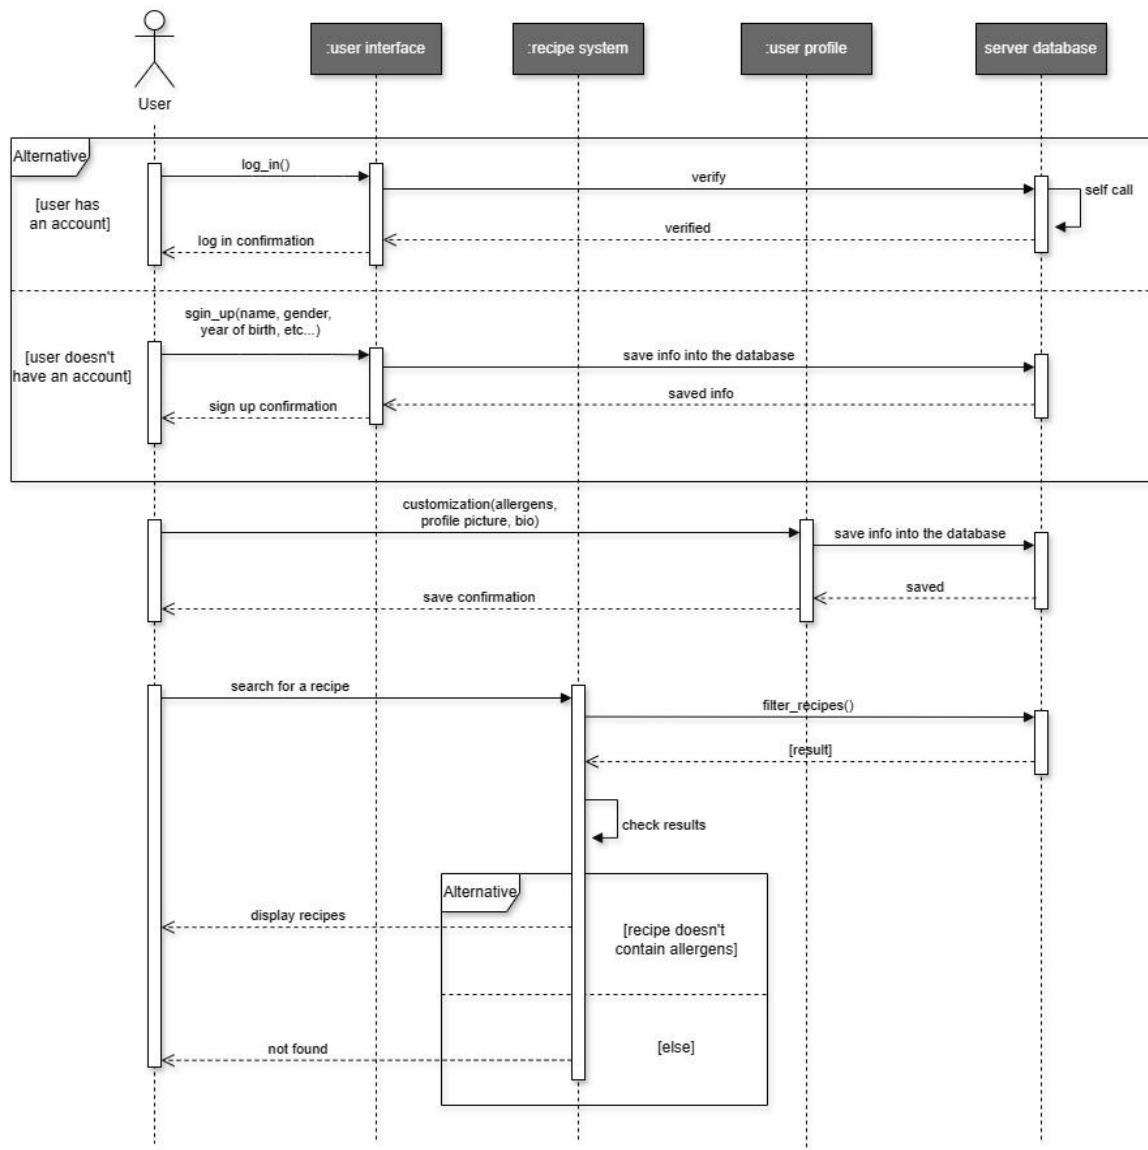 :user interface
:recipe system
:user profile
server database
User
Alternative
log_in()
verify
self call
[user has
an account]
verified
log in confirmation
sgin_up(name, gender,
year of birth, etc...)
[user doesn't
have an account]
save info into the database
saved info
sign up confirmation
customization(allergens,
profile picture, bio)
save info into the database
saved
save confirmation
search for a recipe
filter_recipes()
[result]
check results
Alternative
display recipes
[recipe doesn't
contain allergens]
not found
[else]